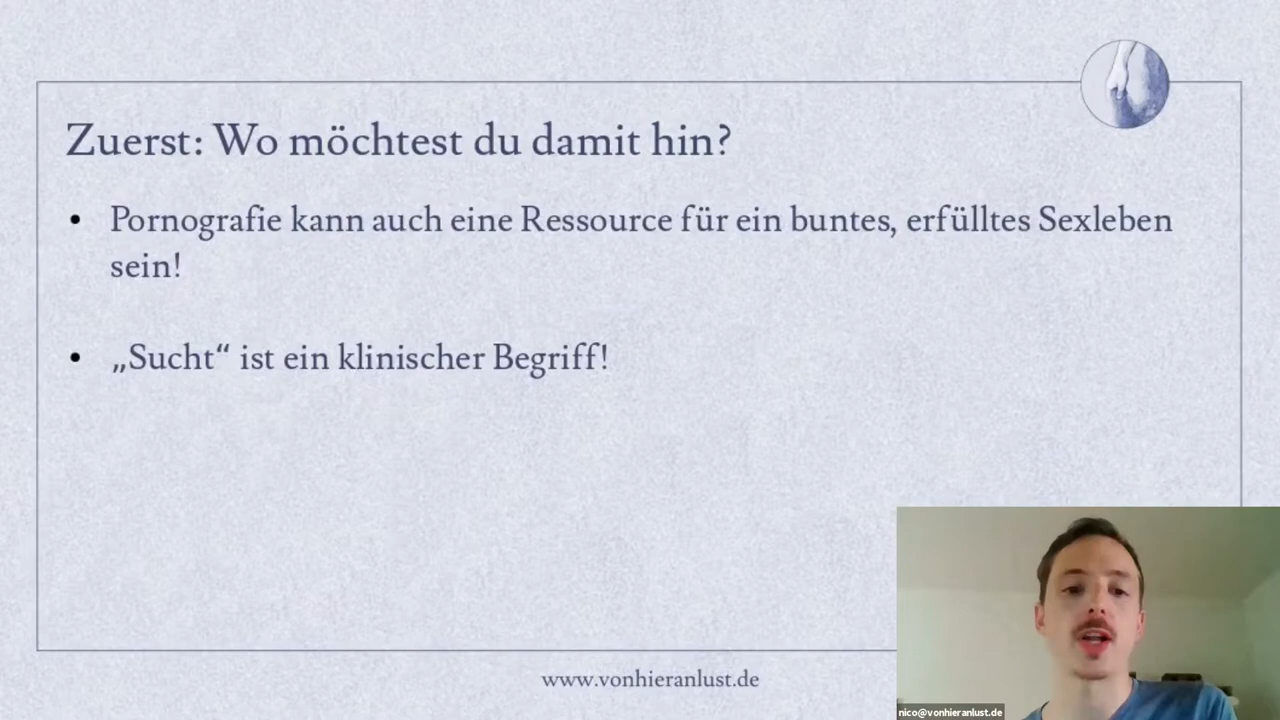 Zuerst: Wo möchtest du damit hin?
• Pornografie kann auch eine Ressource für ein buntes, erfülltes Sexleben
sein!
• „Sucht“ ist ein klinischer Begriff!
www.vonhieranlust.de
nico@vonhieranlust.de